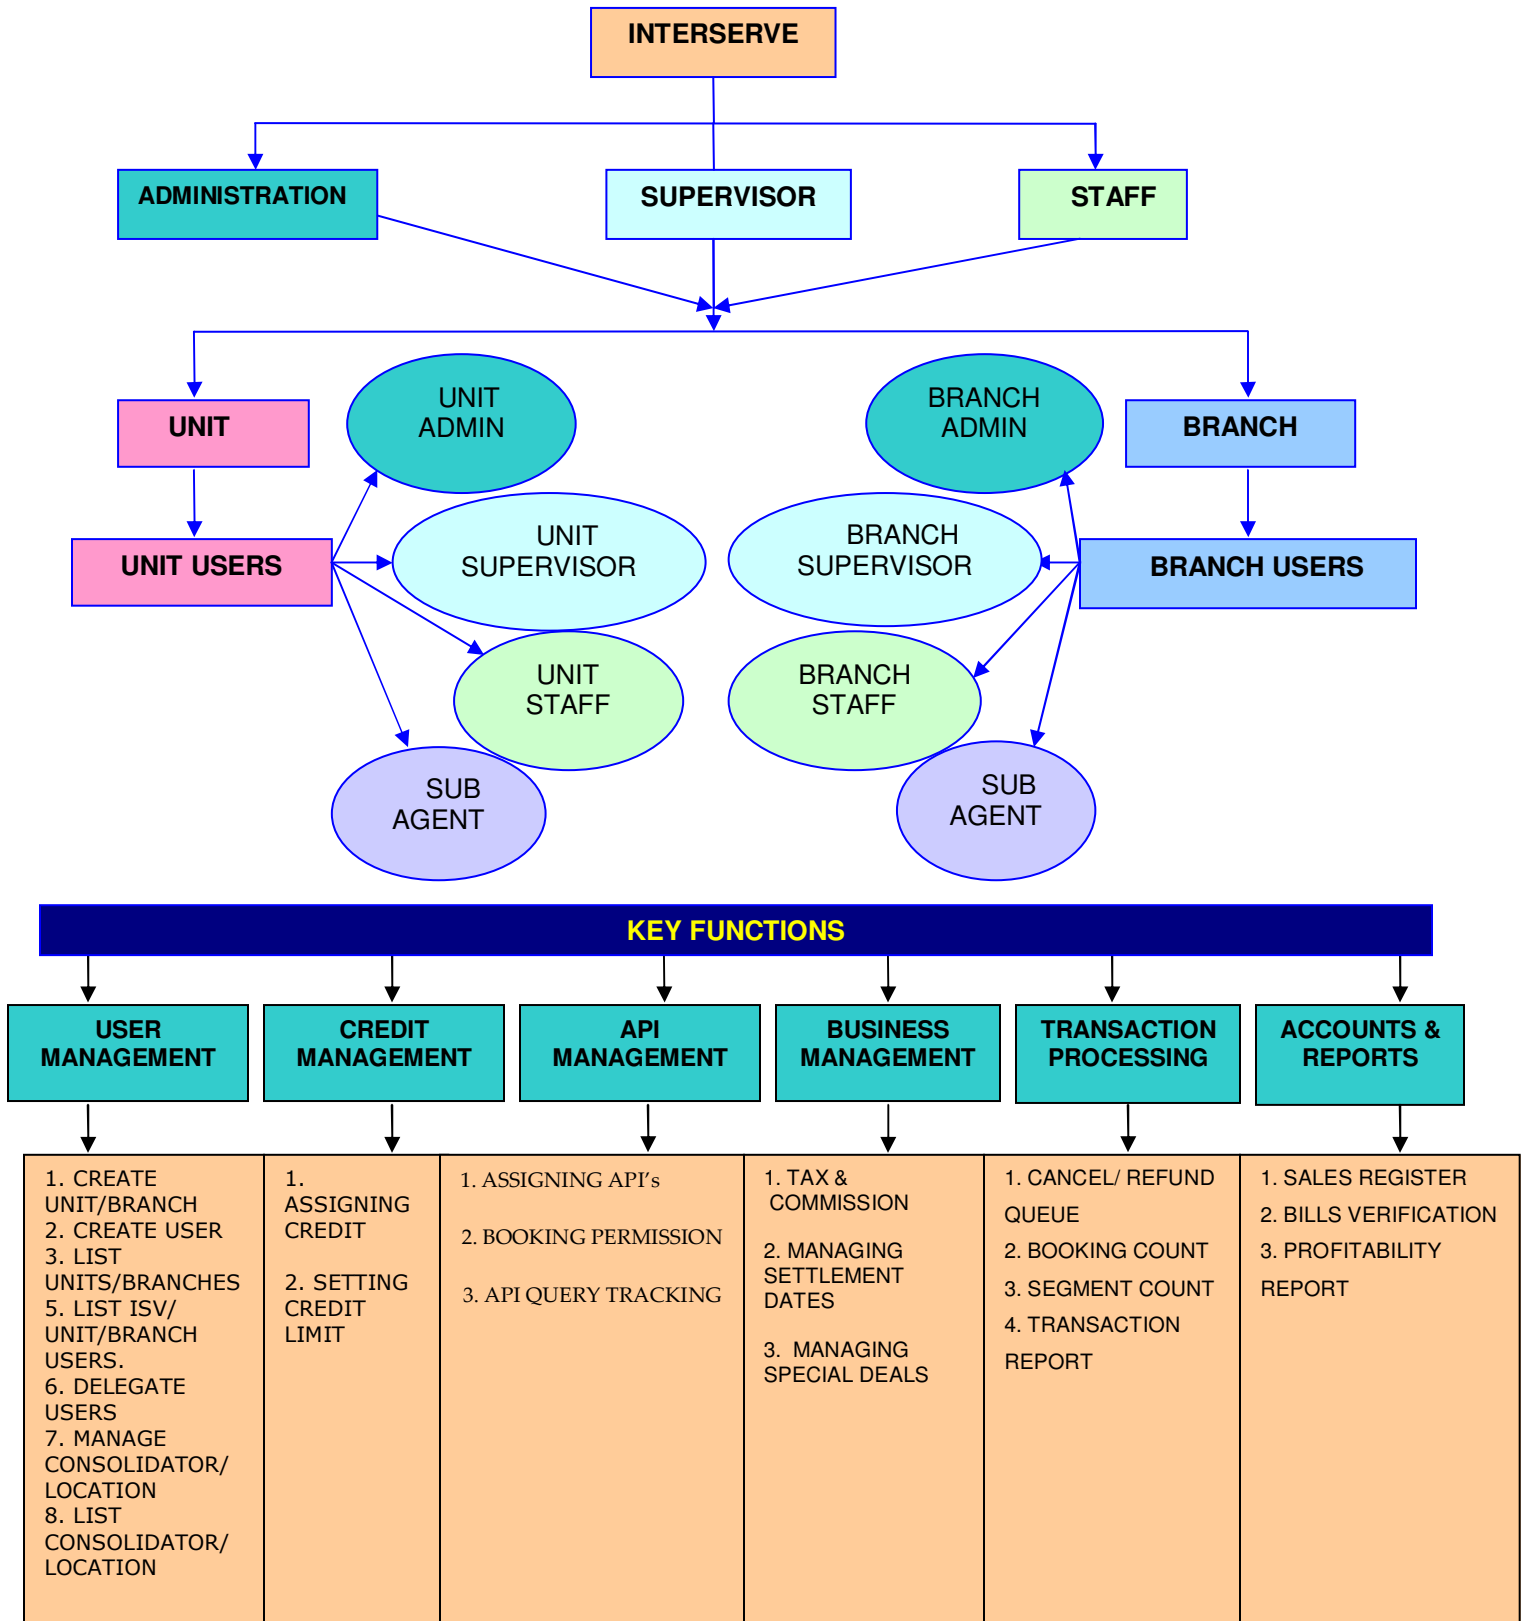 INTERSERVE
ADMINISTRATION
SUPERVISOR
STAFF
UNIT
UNIT
ADMIN
BRANCH
ADMIN
BRANCH
UNIT USERS
UNIT
SUPERVISOR
BRANCH
SUPERVISOR
BRANCH USERS
UNIT
STAFF
BRANCH
STAFF
SUB
AGENT
SUB
AGENT
KEY FUNCTIONS
USER
MANAGEMENT
CREDIT
MANAGEMENT
API
MANAGEMENT
BUSINESS
MANAGEMENT
TRANSACTION
PROCESSING
ACCOUNTS &
REPORTS
1. CREATE
UNIT/BRANCH
2. CREATE USER
3. LIST
UNITS/BRANCHES
5. LIST ISV/
UNIT/BRANCH
USERS.
6. DELEGATE
USERS
7. MANAGE
CONSOLIDATOR/
LOCATION
8. LIST
CONSOLIDATOR/
LOCATION
1.
ASSIGNING
CREDIT
2. SETTING
CREDIT
LIMIT
1. ASSIGNING API's
2. BOOKING PERMISSION
3. API QUERY TRACKING
1. TAX &
COMMISSION
2. MANAGING
SETTLEMENT
DATES
3. MANAGING
SPECIAL DEALS
1. CANCEL/ REFUND
QUEUE
2. BOOKING COUNT
3. SEGMENT COUNT
4. TRANSACTION
REPORT
1. SALES REGISTER
2. BILLS VERIFICATION
3. PROFITABILITY
REPORT